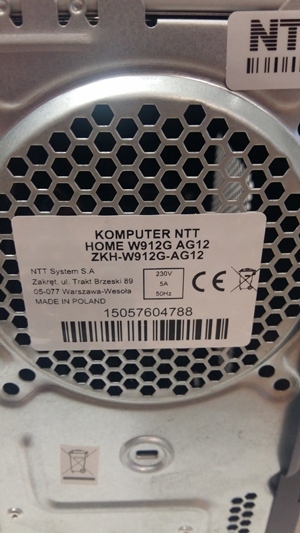 NT
KOMPUTER NTT
HOME W912G AG12
ZKH-W912G-AG12
NTT System S.A
Zakręt, ul. Trakt Brzeski 89
05-077 Warszawa-Wesoła
MADE IN POLAND
230V
5A
50Hz
CE
15057604788